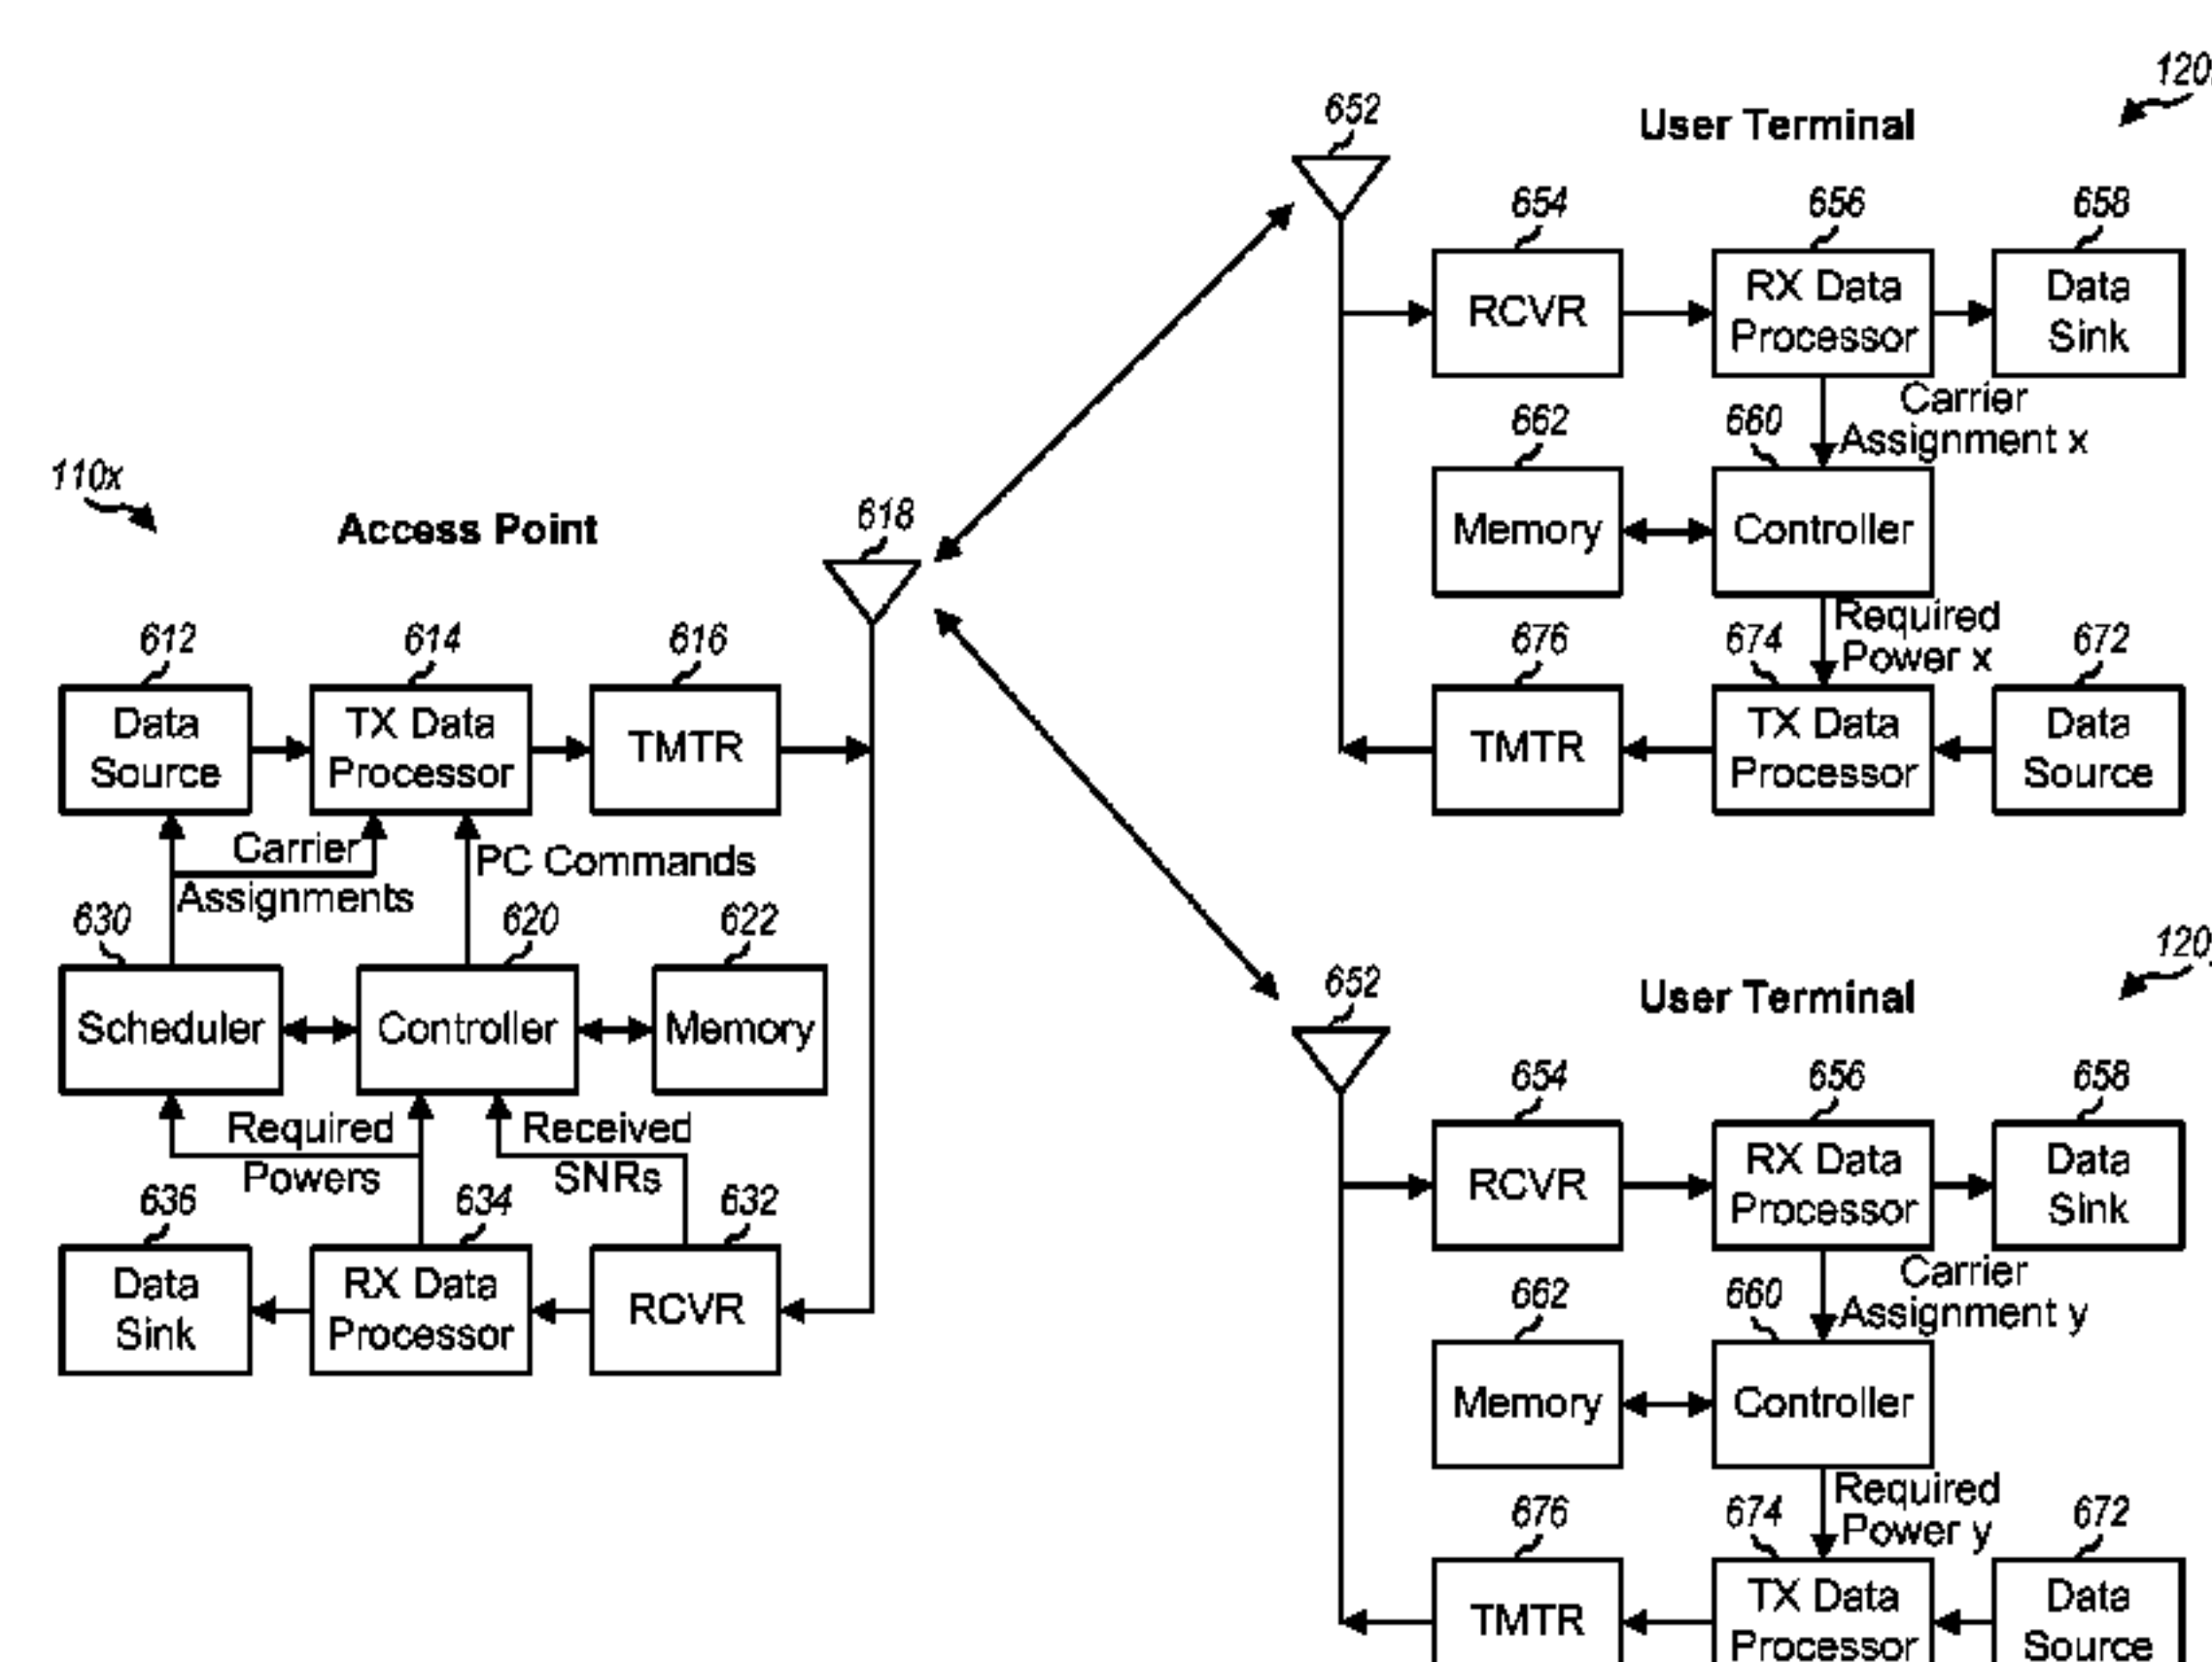 120
652
User Terminal
654
656
658
RCVR
RX Data
Processor
Data
Sink
Carrier
Assignment x
662
660
Memory
Controller
Required
Power x
676
674
672
TMTR
TX Data
Processor
Data
Source
110x
Access Point
618
612
614
616
Data
Source
TX Data
Processor
TMTR
Carrier
Assignments
PC Commands
630
620
622
Scheduler
Controller
Memory
Required
Powers
Received
SNRs
636
634
632
Data
Sink
RX Data
Processor
RCVR
120
652
User Terminal
654
656
658
RCVR
RX Data
Processor
Data
Sink
Carrier
Assignment y
662
660
Memory
Controller
Required
Power y
676
674
672
TMTR
TX Data
Processor
Data
Source